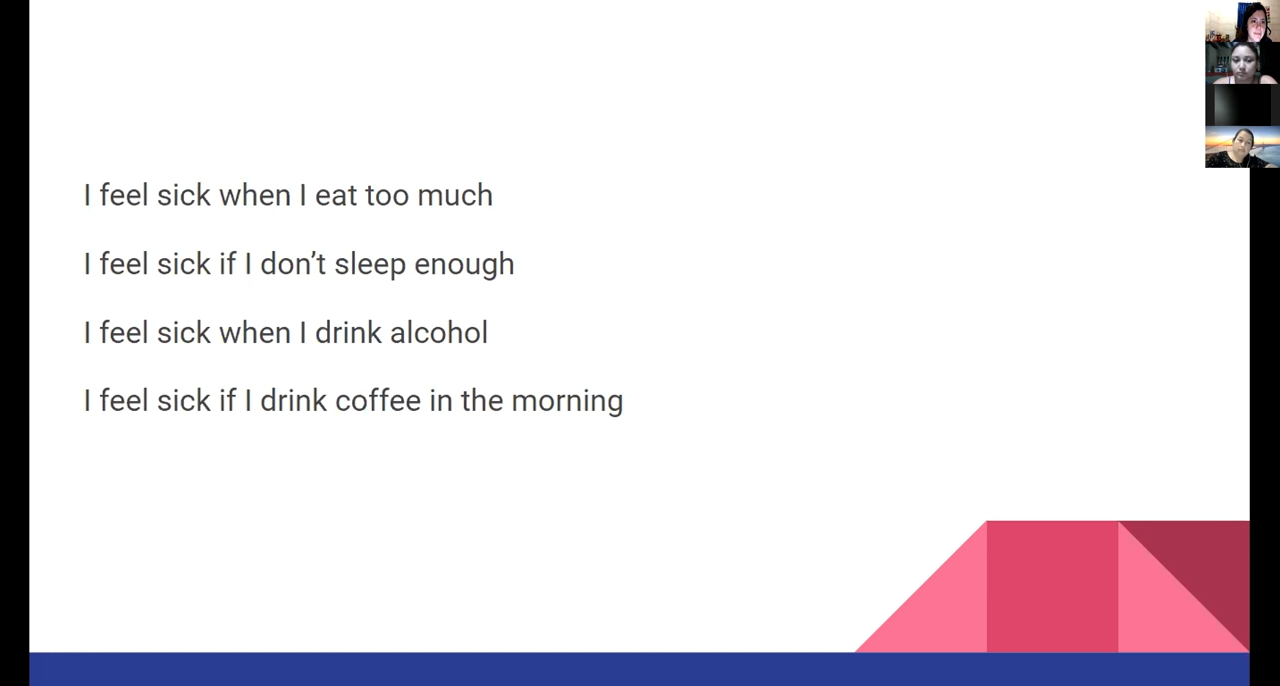 I feel sick when I eat too much
I feel sick if I don’t sleep enough
I feel sick when I drink alcohol
I feel sick if I drink coffee in the morning